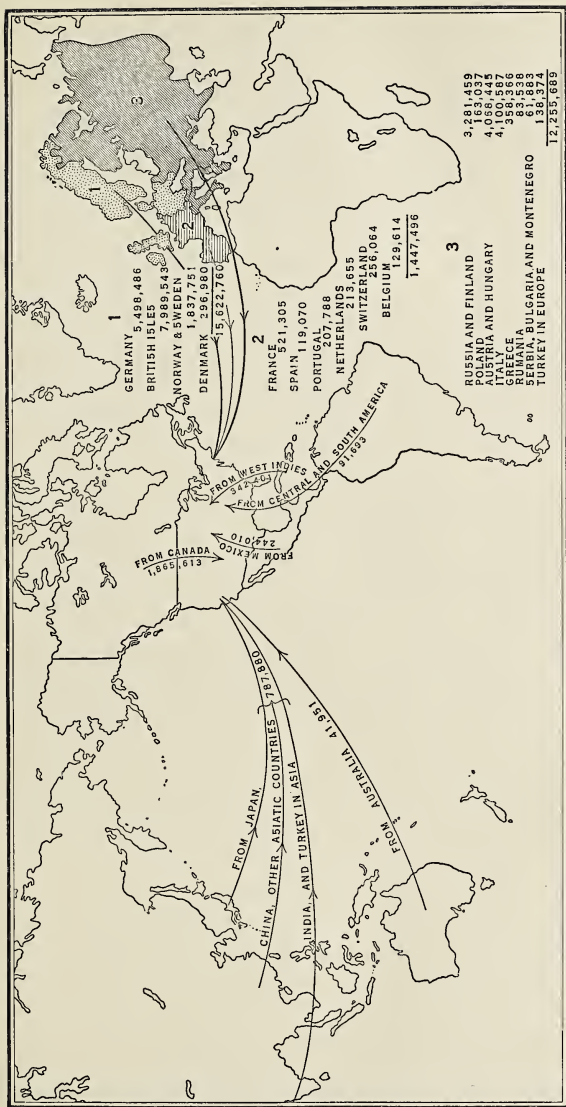 FROM CANADA
1,865,613
FROM MEXICO
244,010
FROM WEST INDIES
FROM CENTRAL AND SOUTH AMERICA
91,693
FROM JAPAN,
CHINA, OTHER ASIATIC COUNTRIES
INDIA, AND TURKEY IN ASIA
787,880
FROM AUSTRALIA 41,951
1
2
3
1
GERMANY
5,498,486
BRITISH ISLES
7,989,543
NORWAY & SWEDEN
1,837,751
DENMARK 296,980
15,622,760
2
FRANCE
521,305
SPAIN 119,070
PORTUGAL
207,788
NETHERLANDS
213,655
SWITZERLAND
256,064
BELGIUM
129,614
1,447,496
3
RUSSIA AND FINLAND 3,281,459
POLAND 163,037
AUSTRIA AND HUNGARY 4,068,445
ITALY 4,100,587
GREECE 358,366
RUMANIA 83,538
SERBIA, BULGARIA AND MONTENEGRO 61,883
TURKEY IN EUROPE 138,374
12,255,689